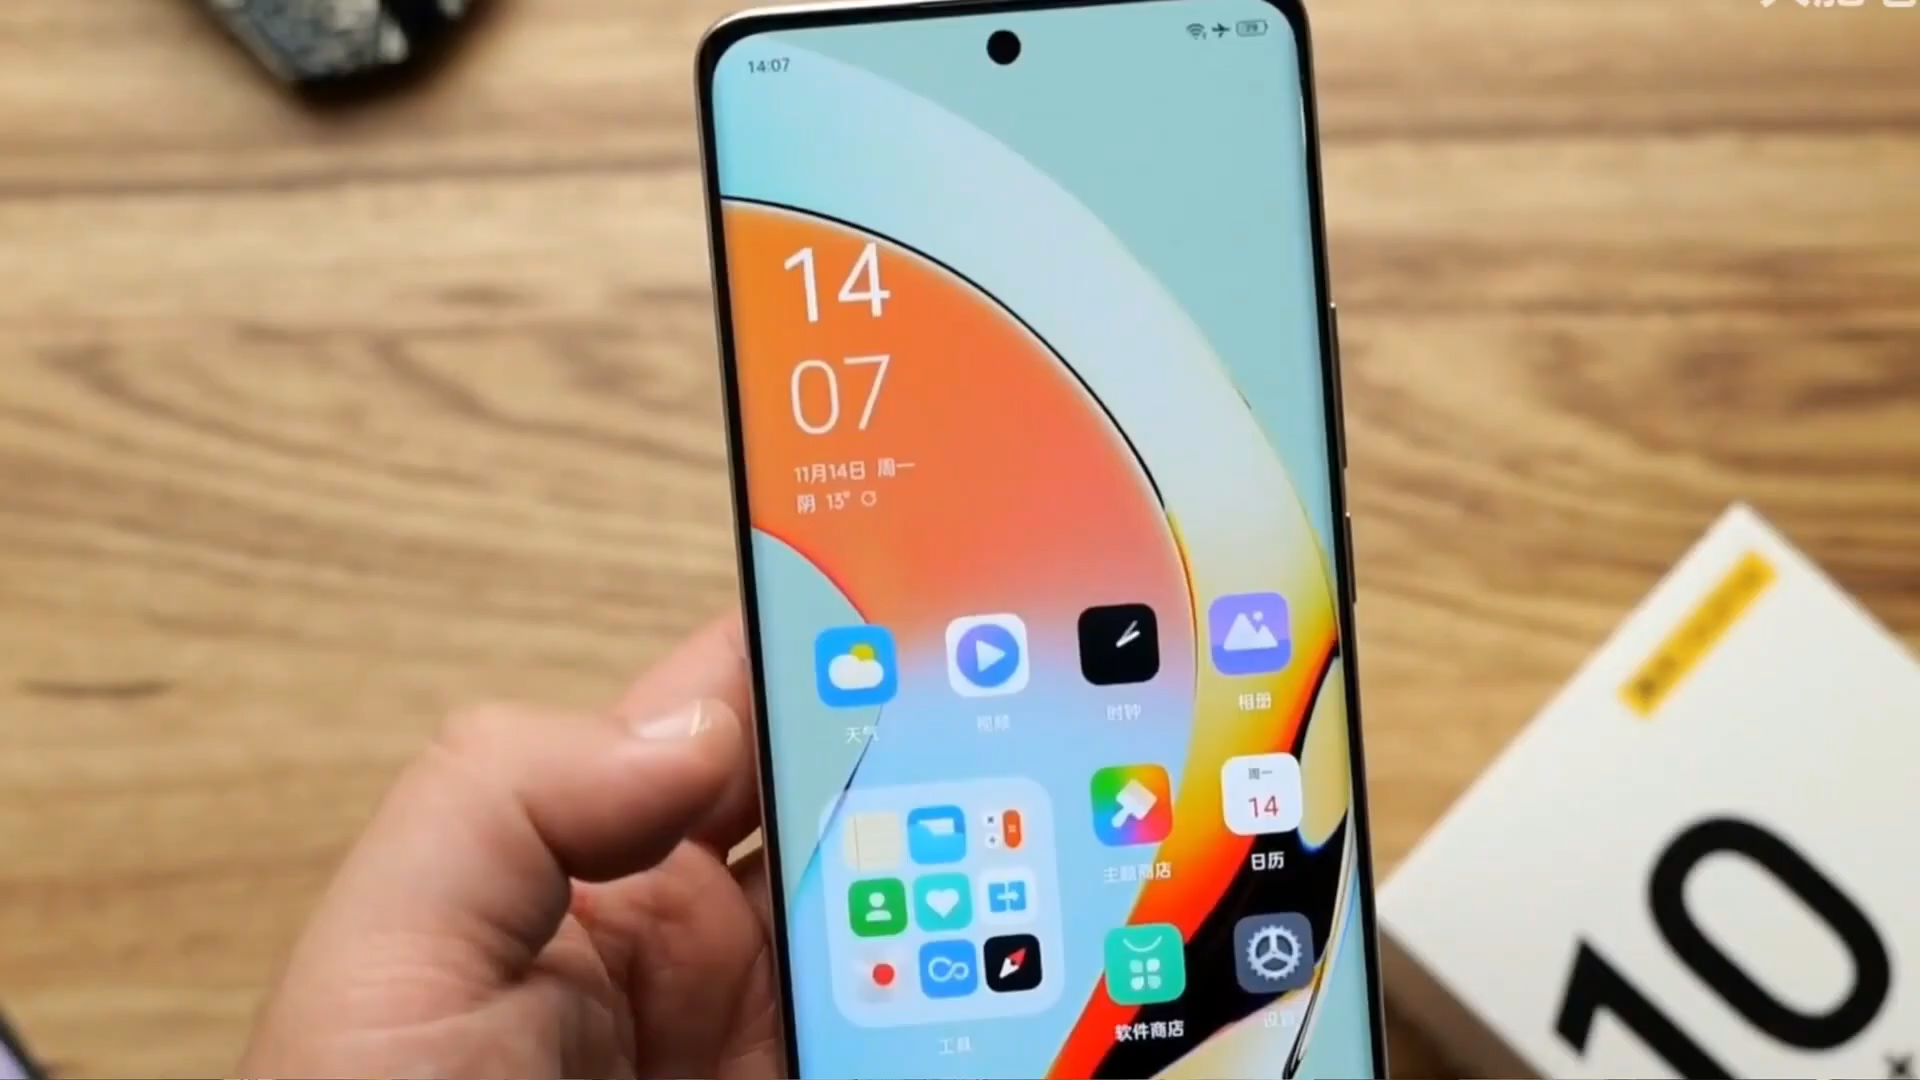 14:07
14
07
11月14日 周一
阴 13°
天气
视频
时钟
相册
主题商店
周一
14
日历
工具
软件商店
设置
10